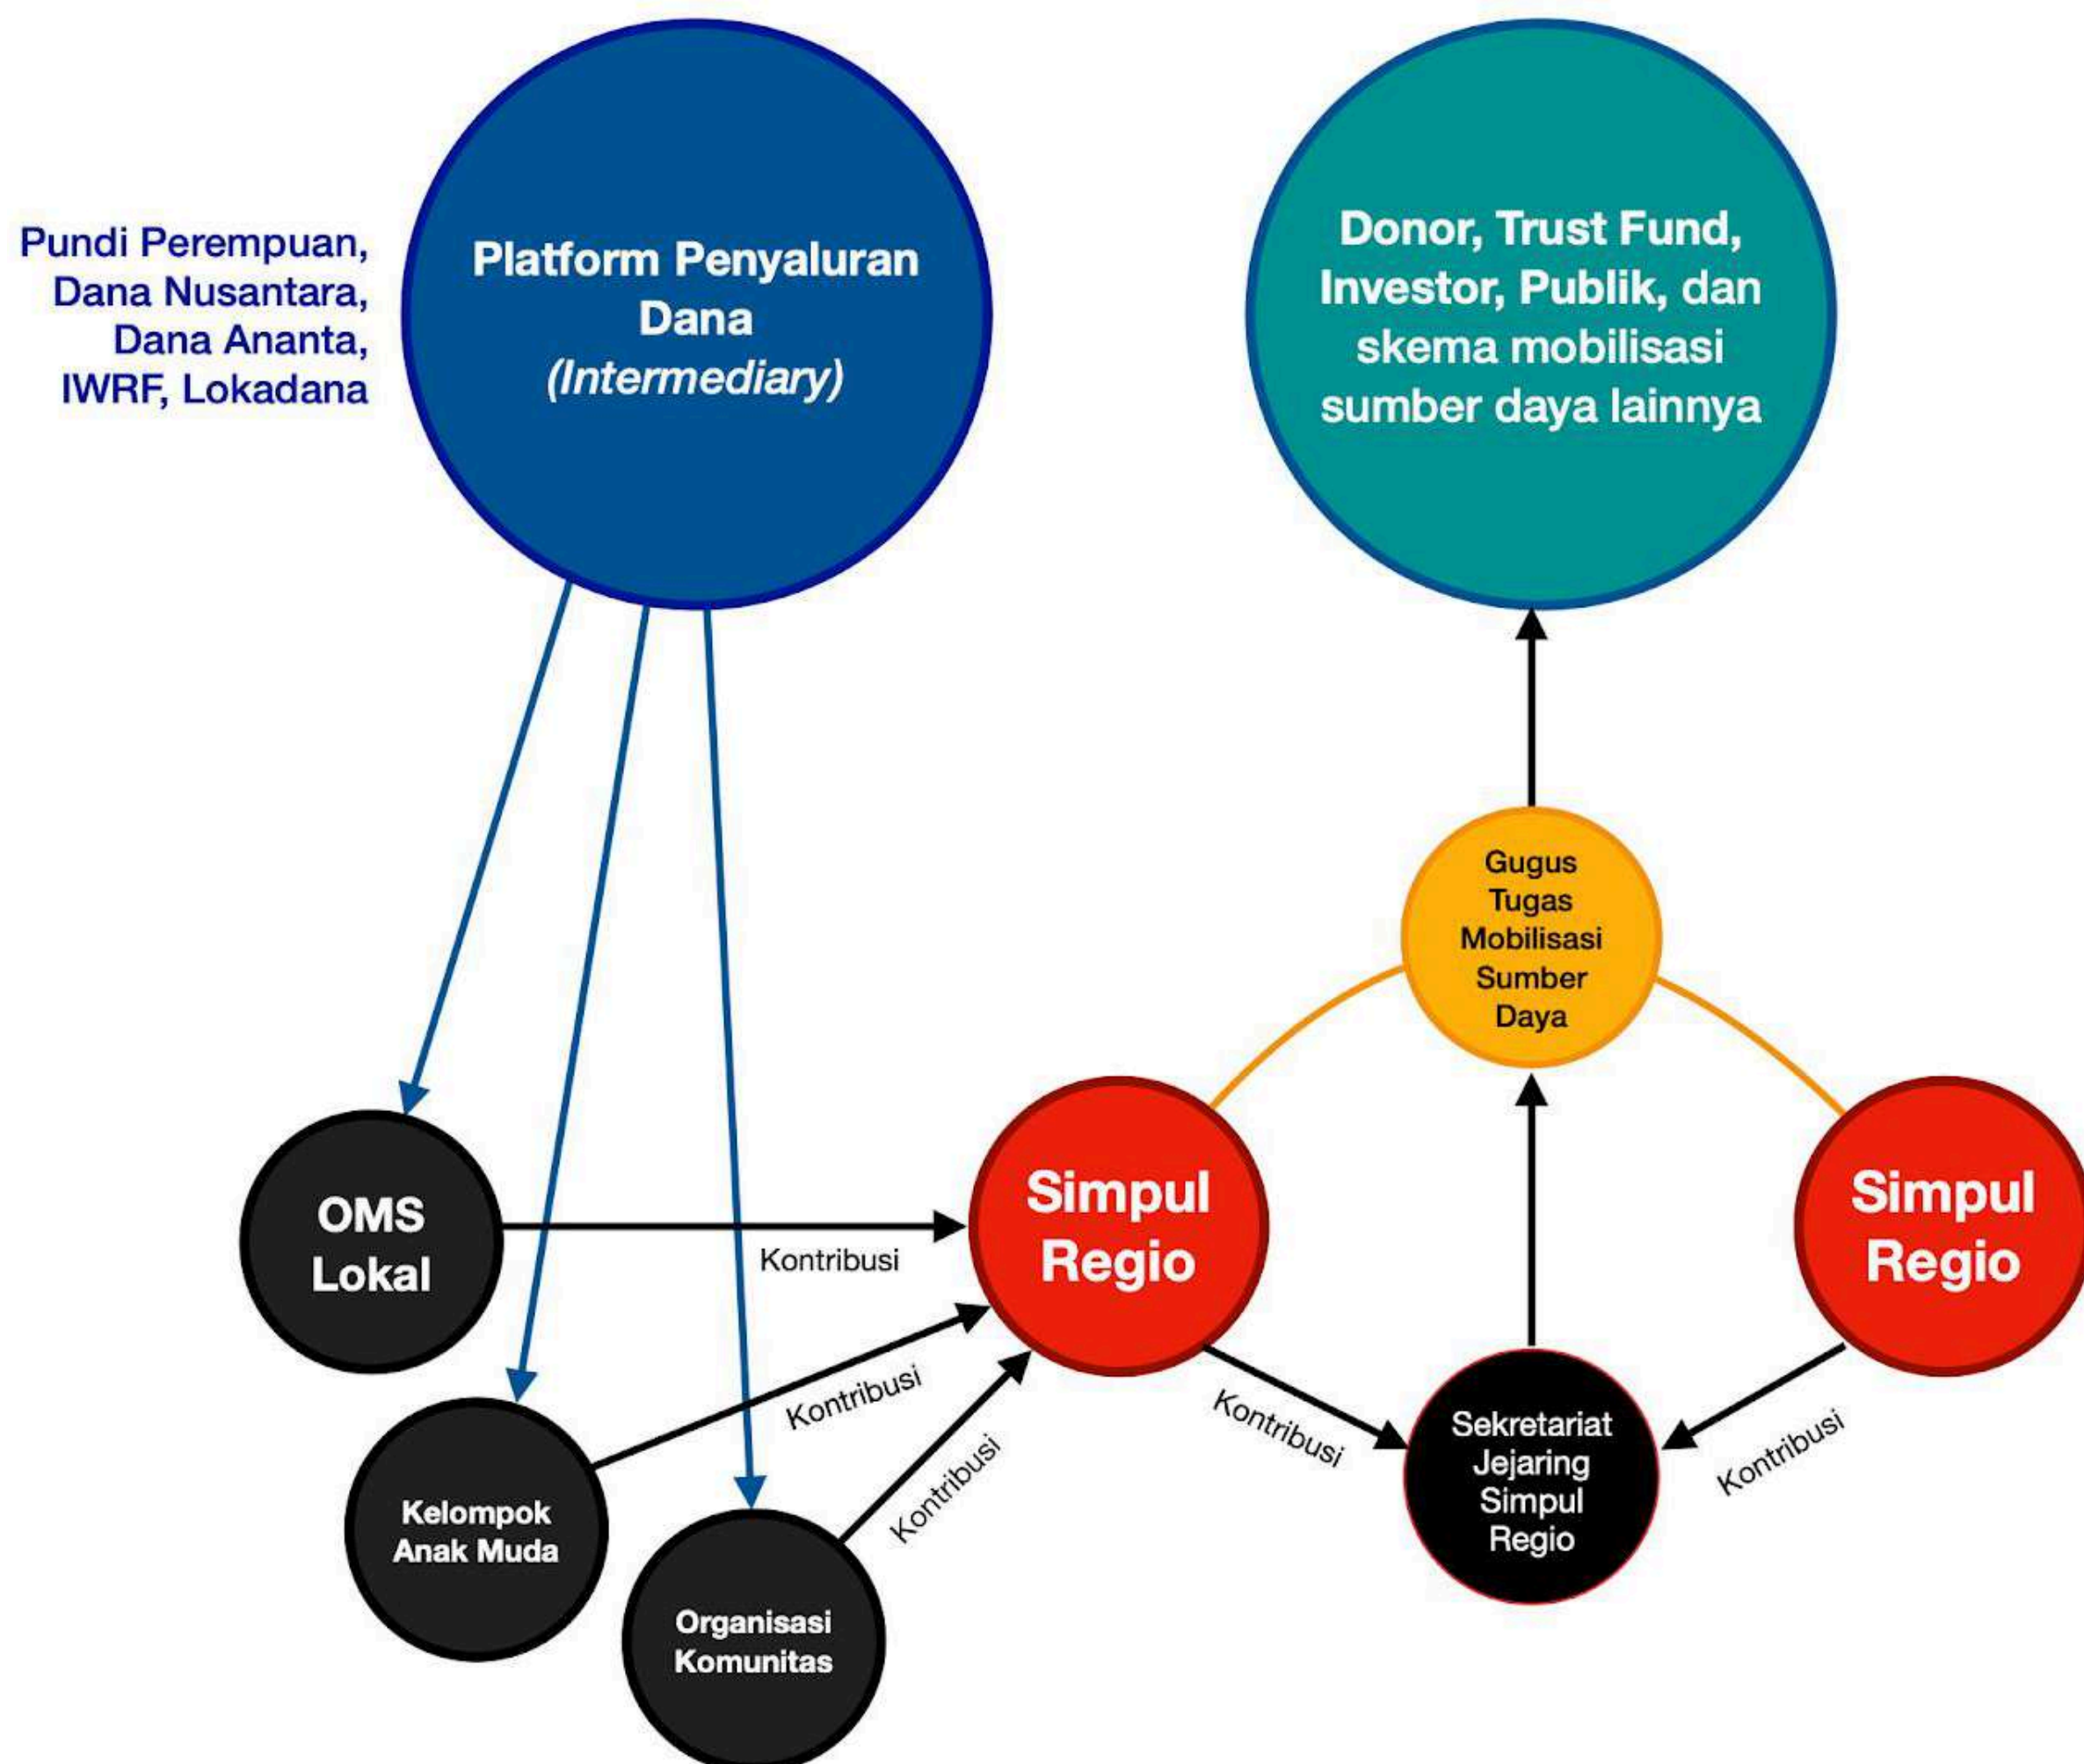 Pundi Perempuan,
Dana Nusantara,
Dana Ananta,
IWRF, Lokadana
Platform Penyaluran
Dana
(Intermediary)
Donor, Trust Fund,
Investor, Publik, dan
skema mobilisasi
sumber daya lainnya
Gugus
Tugas
Mobilisasi
Sumber
Daya
OMS
Lokal
Kontribusi
Simpul
Regio
Simpul
Regio
Kontribusi
Kontribusi
Kontribusi
Kontribusi
Sekretariat
Jejaring
Simpul
Regio
Kelompok
Anak Muda
Organisasi
Komunitas